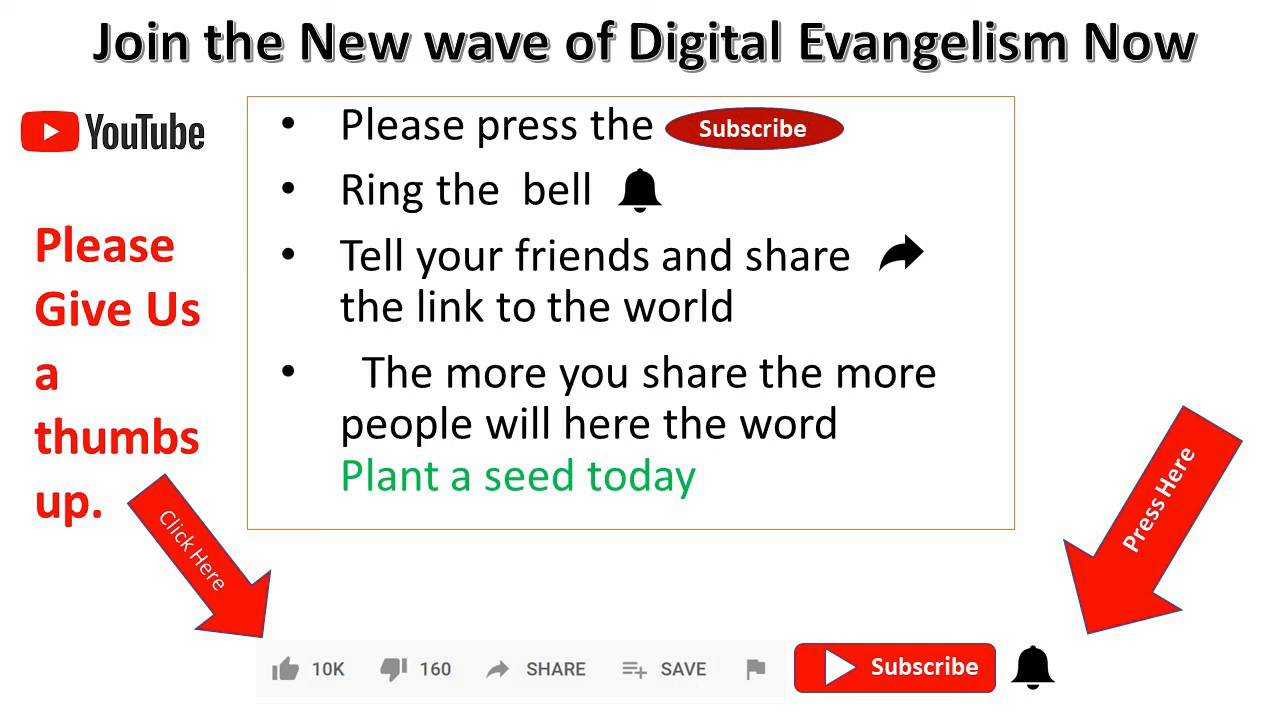 Join the New wave of Digital Evangelism Now
YouTube
• Please press the Subscribe
• Ring the bell
• Tell your friends and share
the link to the world
• The more you share the more
people will here the word
Plant a seed today
Please
Give Us
a
thumbs
up.
Click Here
Press Here
10K 160 SHARE SAVE Subscribe